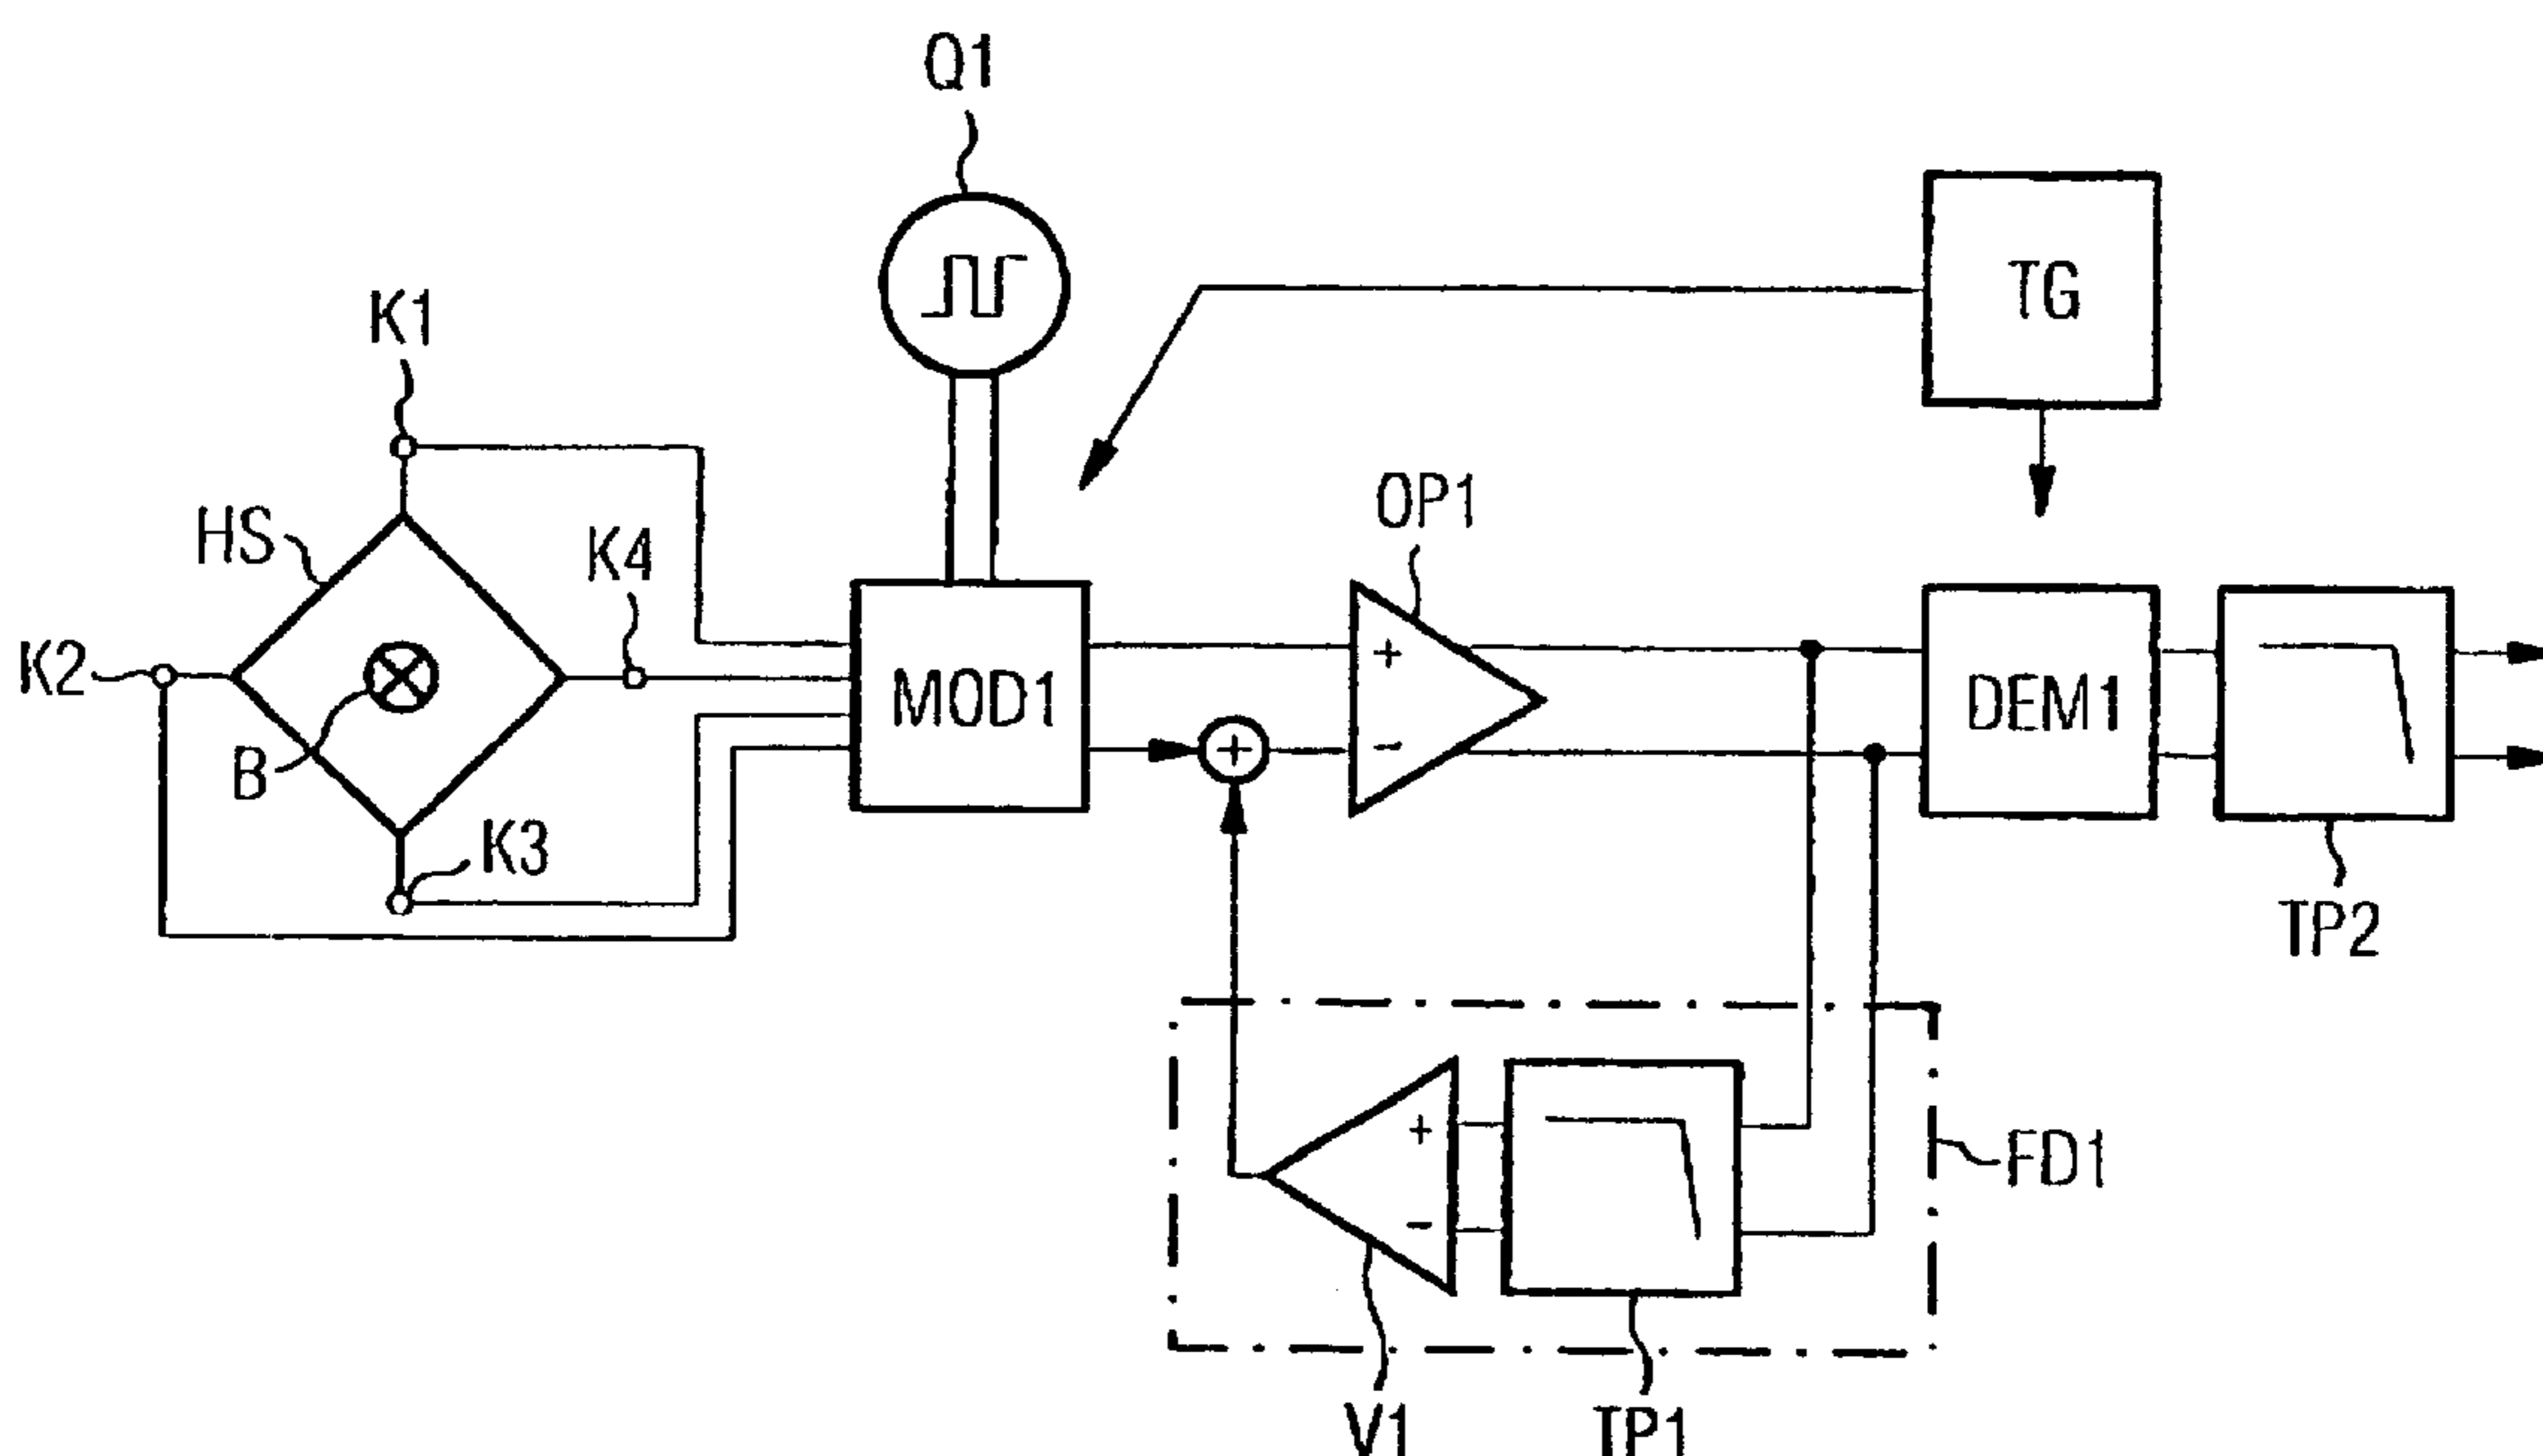 Q1
TG
K1
OP1
HS
K4
K2
MOD1
+
-
+
DEM1
B
K3
TP2
+
-
FD1
V1
TP1